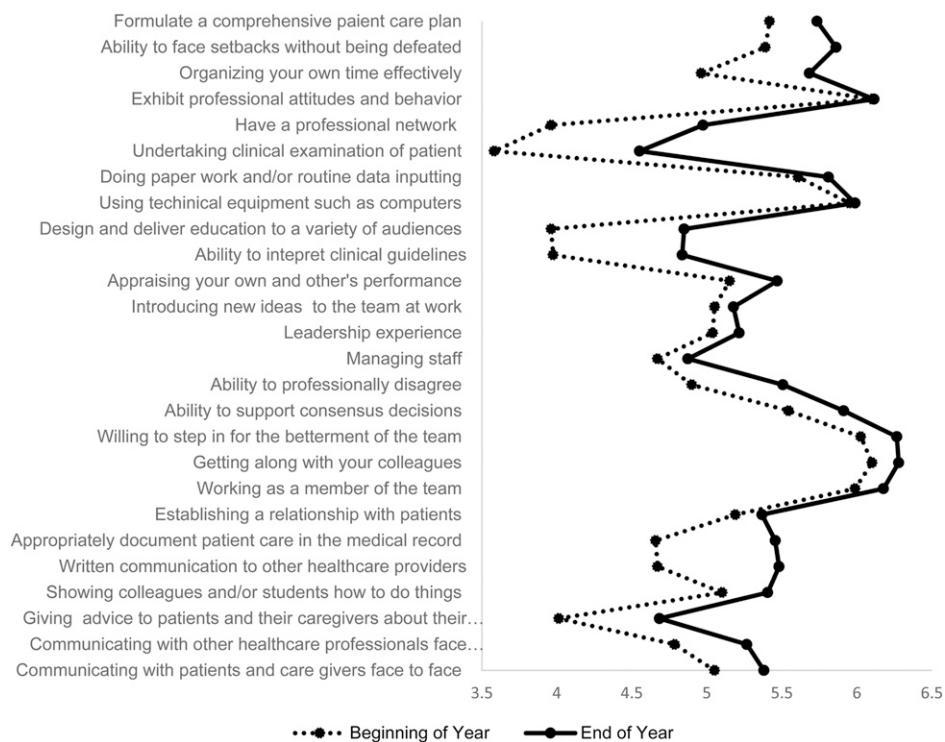 Formulate a comprehensive paient care plan
Ability to face setbacks without being defeated
Organizing your own time effectively
Exhibit professional attitudes and behavior
Have a professional network
Undertaking clinical examination of patient
Doing paper work and/or routine data inputting
Using techinical equipment such as computers
Design and deliver education to a variety of audiences
Ability to intepret clinical guidelines
Appraising your own and other's performance
Introducing new ideas to the team at work
Leadership experience
Managing staff
Ability to professionally disagree
Ability to support consensus decisions
Willing to step in for the betterment of the team
Getting along with your colleagues
Working as a member of the team
Establishing a relationship with patients
Appropriately document patient care in the medical record
Written communication to other healthcare providers
Showing colleagues and/or students how to do things
Giving advice to patients and their caregivers about their…
Communicating with other healthcare professionals face…
Communicating with patients and care givers face to face
3.5 4 4.5 5 5.5 6 6.5
Beginning of Year End of Year